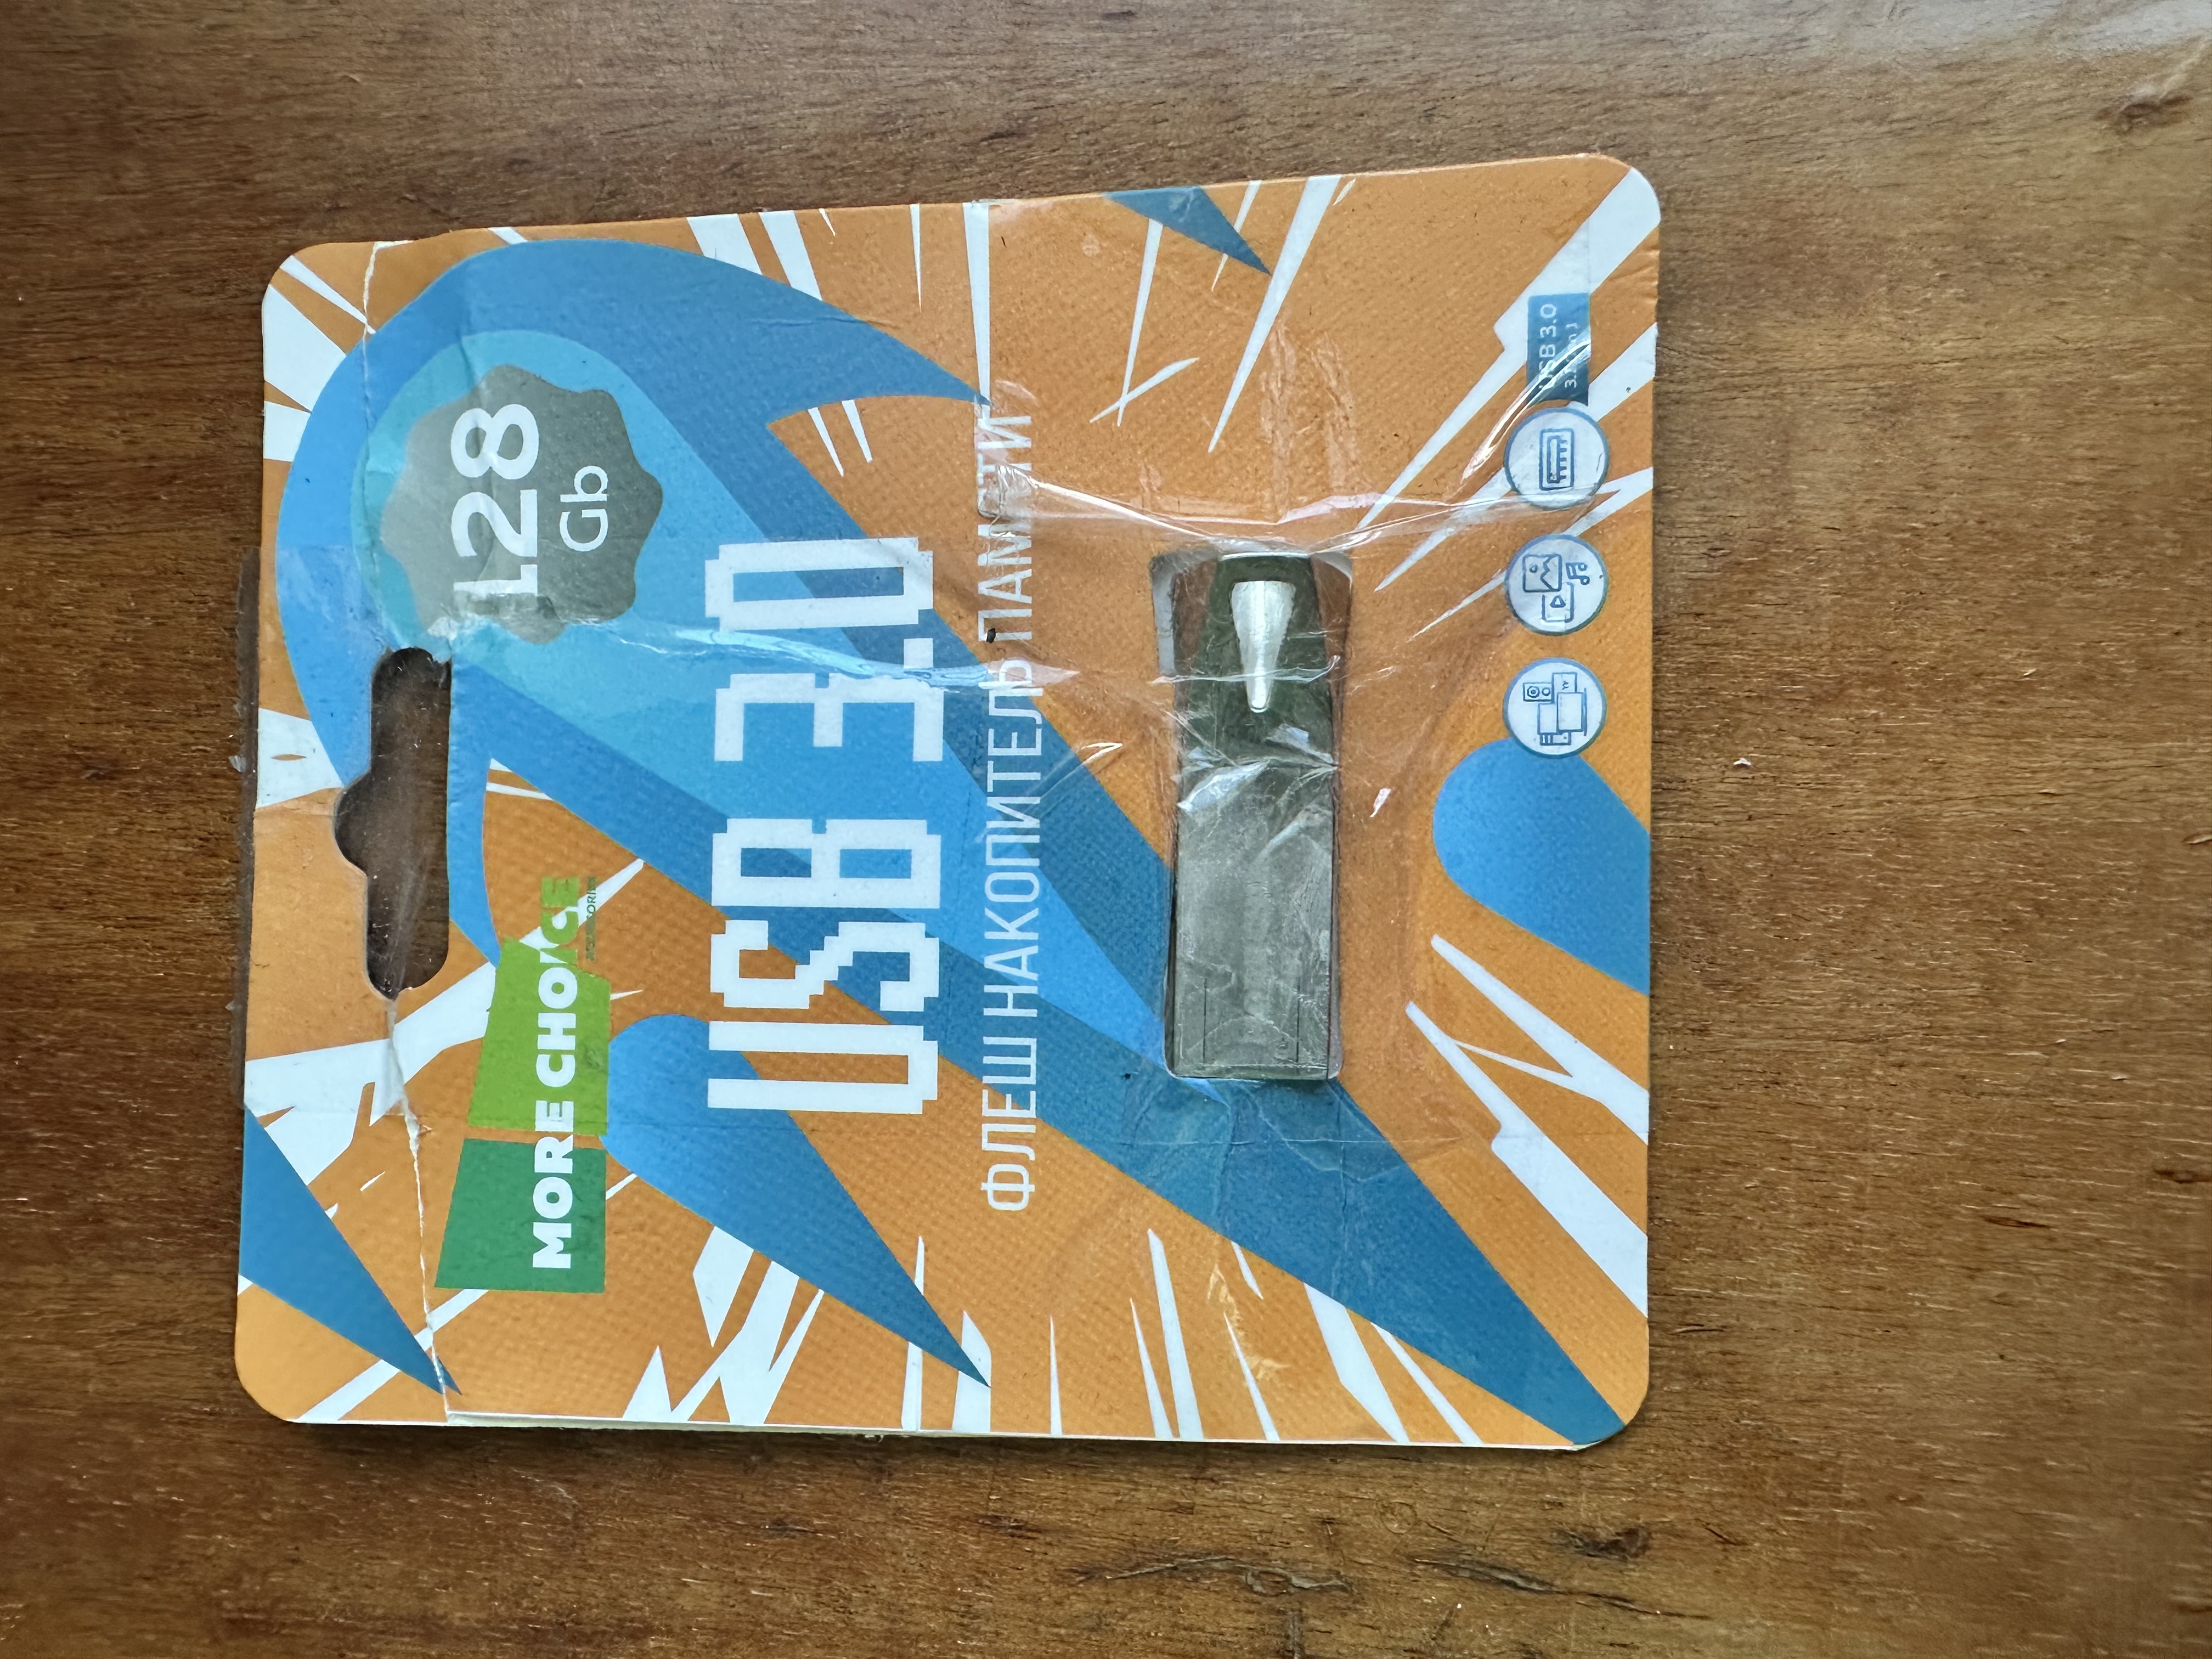 128
Gb
MORE CHOICE
USB 3.0
ФЛЕШ НАКОПИТЕЛЬ ПАМЯТИ
USB 3.0